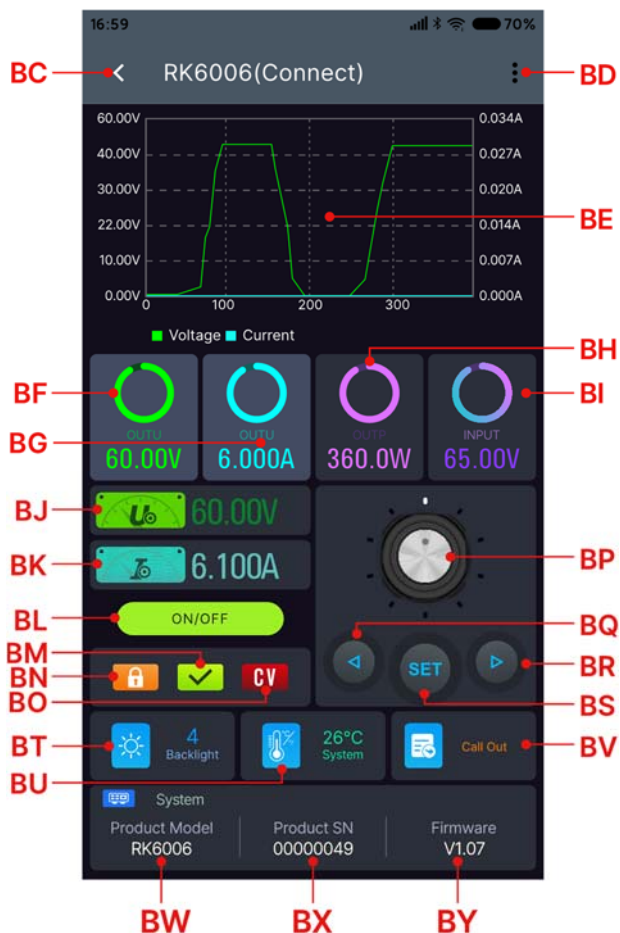 16:59 70%
BC RK6006(Connect) BD
60.00V 0.034A
40.00V 0.027A
30.00V 0.020A
22.00V 0.014A BE
10.00V 0.007A
0.00V 0 100 200 300 0.000A
Voltage Current
BH
BF BI
OUTU OUTU OUTP INPUT
BG
60.00V 6.000A 360.0W 65.00V
BJ U 60.00V
BK I 6.100A BP
BL ON/OFF BQ
BM
BN CV SET BR
BO BS
BT 4 26°C Call Out BV
Backlight System
BU
System
Product Model Product SN Firmware
RK6006 00000049 V1.07
BW BX BY